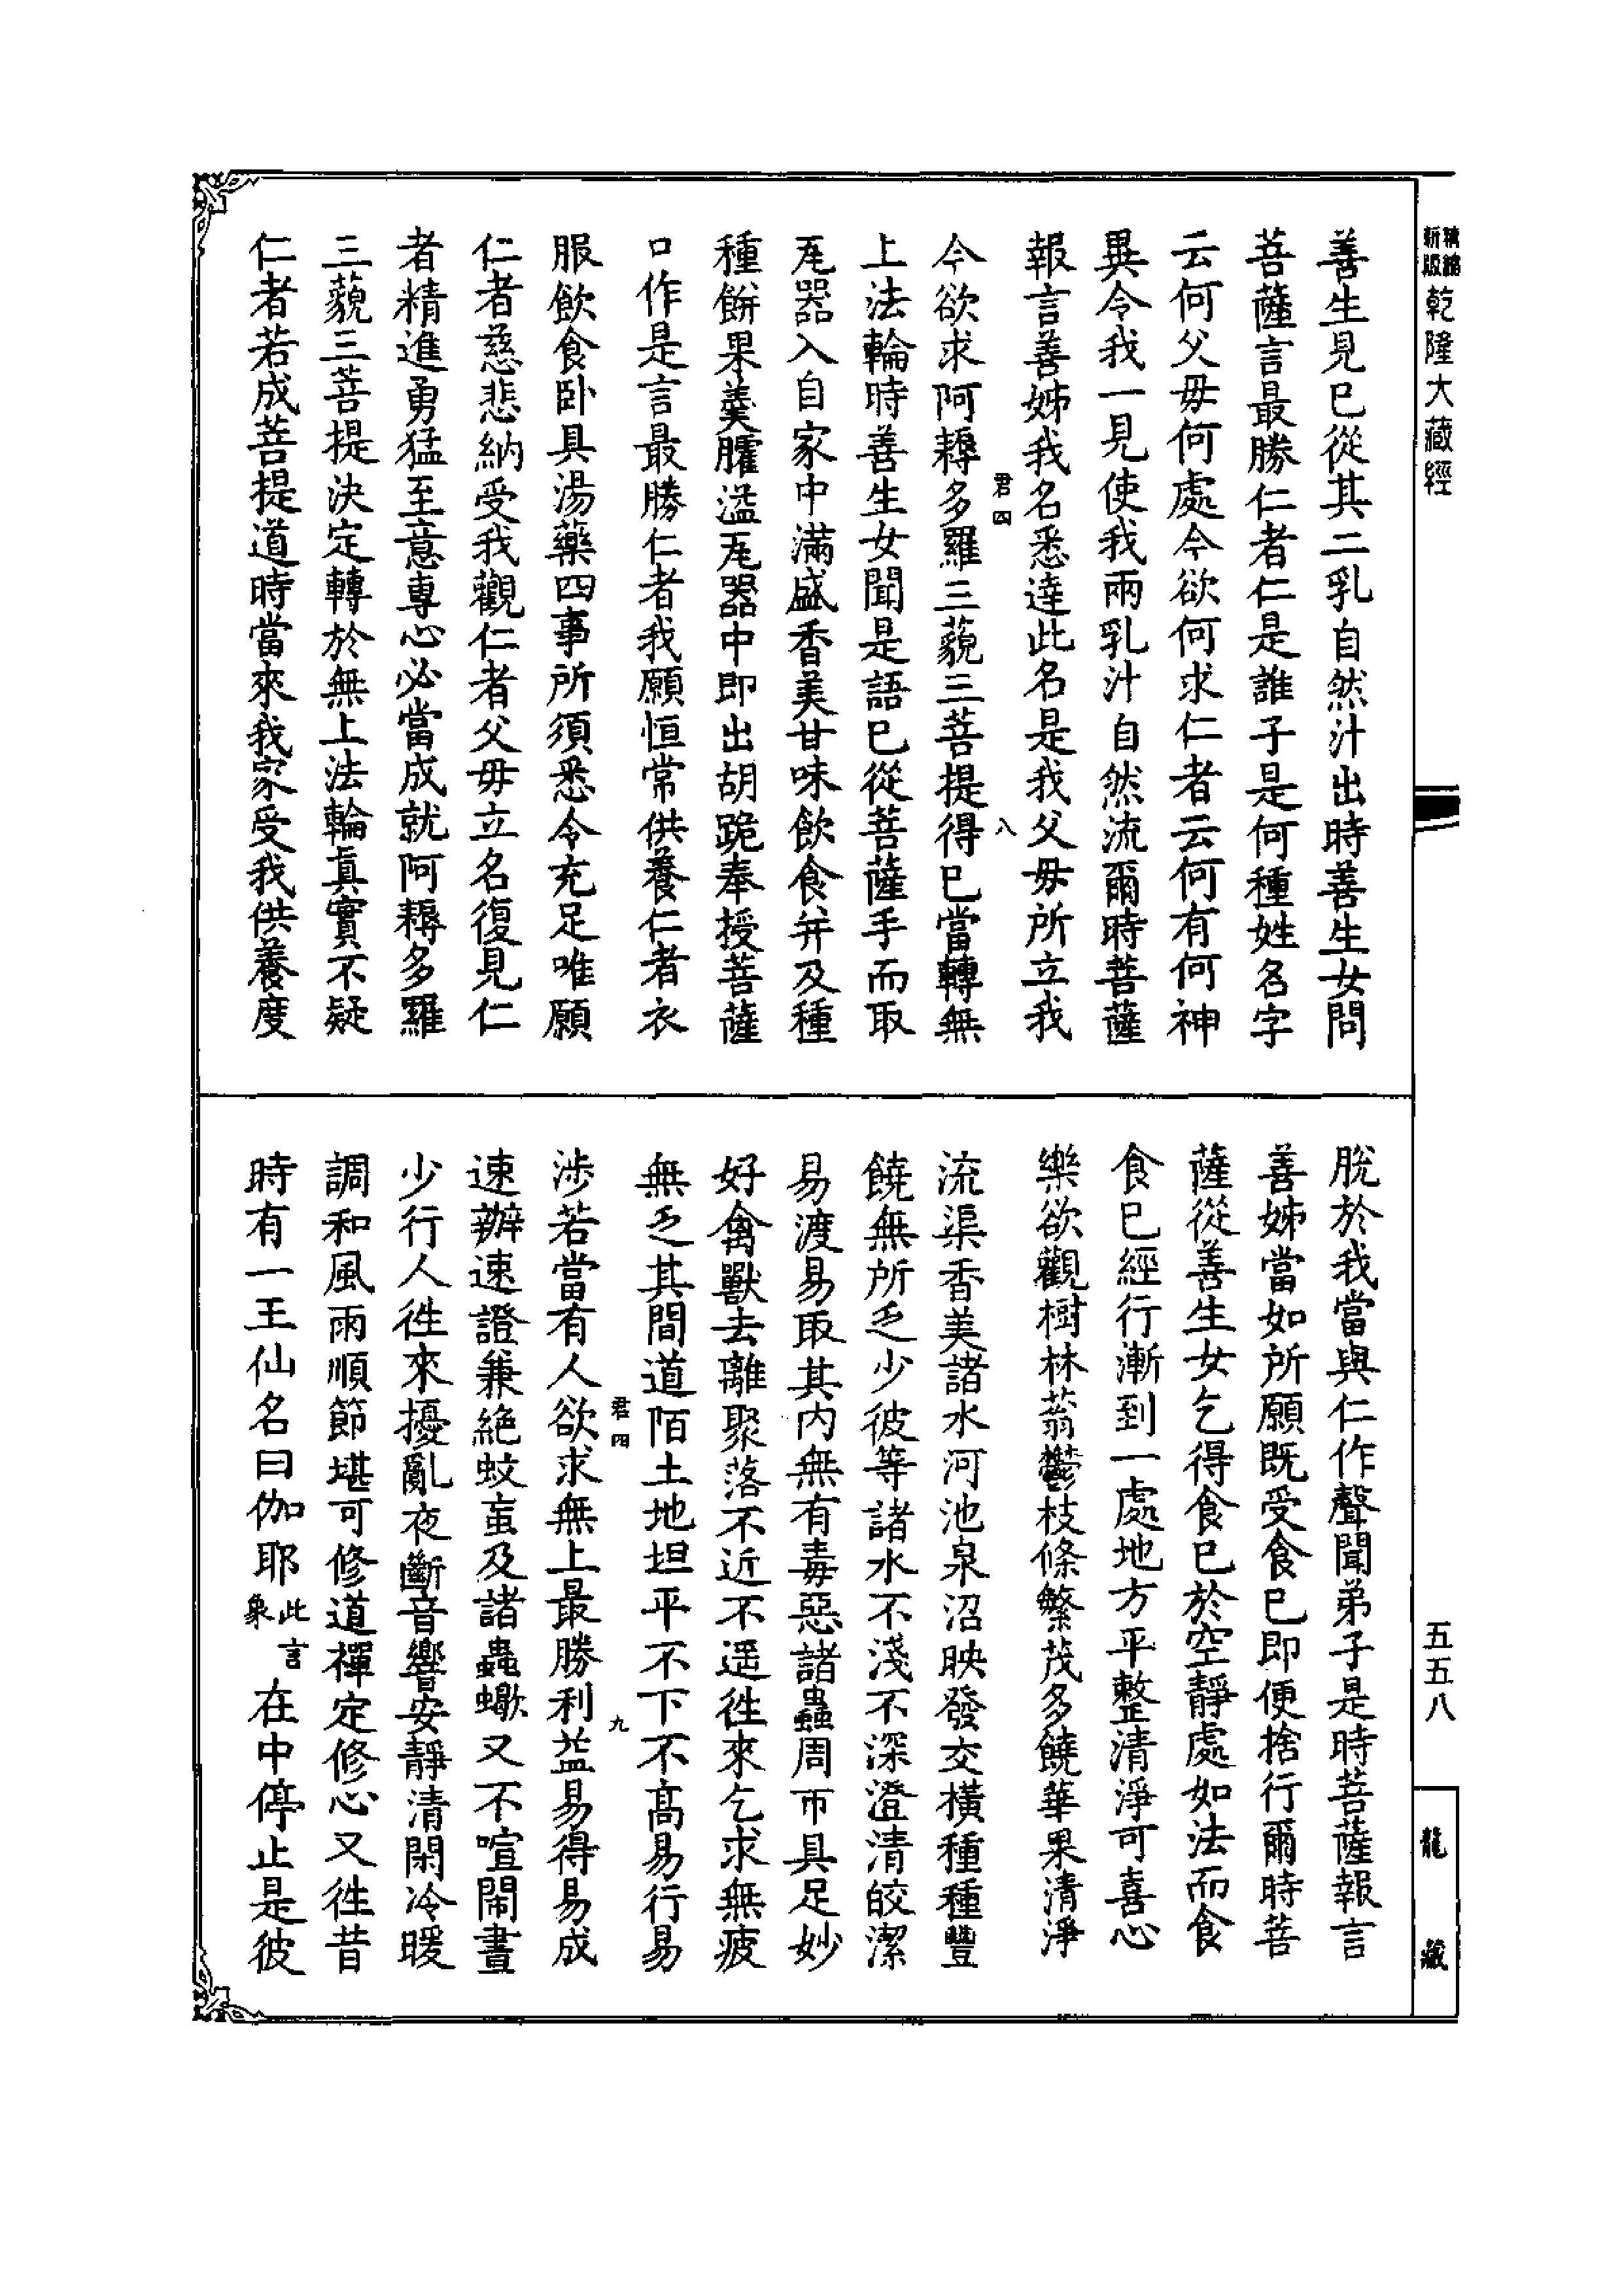 精縮
新版
乾隆大藏經
五五八
龍藏
善生見巳從其二乳自然汁出時善生女問
菩薩言最勝仁者仁是誰子是何種姓名字
云何父毋何處今欲何求仁者云何有何神
異令我一見使我兩乳汁自然流爾時菩薩
報言善姊我名悉達此名是我父毋所立我
君四 八
今欲求阿耨多羅三藐三菩提得巳當轉無
上法輪時善生女聞是語巳從菩薩手而取
瓦器入自家中滿盛香美甘味飲食并及種
種餅果羹臛溢瓦器中即出胡跪奉授菩薩
口作是言最勝仁者我願恒常供養仁者衣
服飲食卧具湯藥四事所須悉令充足唯願
仁者慈悲納受我觀仁者父毋立名復見仁
者精進勇猛至意專心必當成就阿耨多羅
三藐三菩提決定轉於無上法輪真實不疑
仁者若成菩提道時當來我家受我供養度
脫於我當與仁作聲聞弟子是時菩薩報言
善姊當如所願既受食巳即便捨行爾時菩
薩從善生女乞得食巳於空靜處如法而食
食巳經行漸到一處地方平整清淨可喜心
樂欲觀樹林蓊鬱枝條繁茂多饒華果清淨
流渠香美諸水河池泉沼映發交橫種種豐
饒無所乏少彼等諸水不淺不深澄清皎潔
易渡易取其內無有毒惡諸蟲周帀具足妙
好禽獸去離聚落不近不遥徃來乞求無疲
無乏其間道陌土地坦平不下不高易行易
君四 九
涉若當有人欲求無上最勝利益易得易成
速辦速證兼絶蚊䖟及諸蟲蠍又不喧鬧晝
少行人徃來擾亂夜斷音響安靜清閑冷暖
調和風雨順節堪可修道禪定修心又徃昔
時有一王仙名曰伽耶此言象在中停止是彼